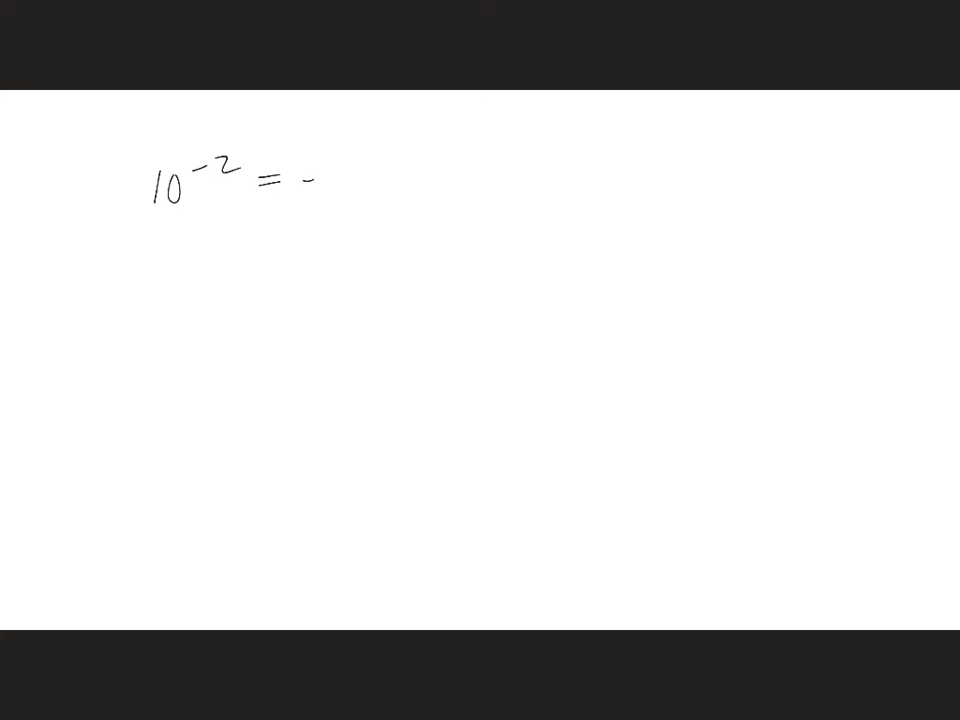 10⁻² = -